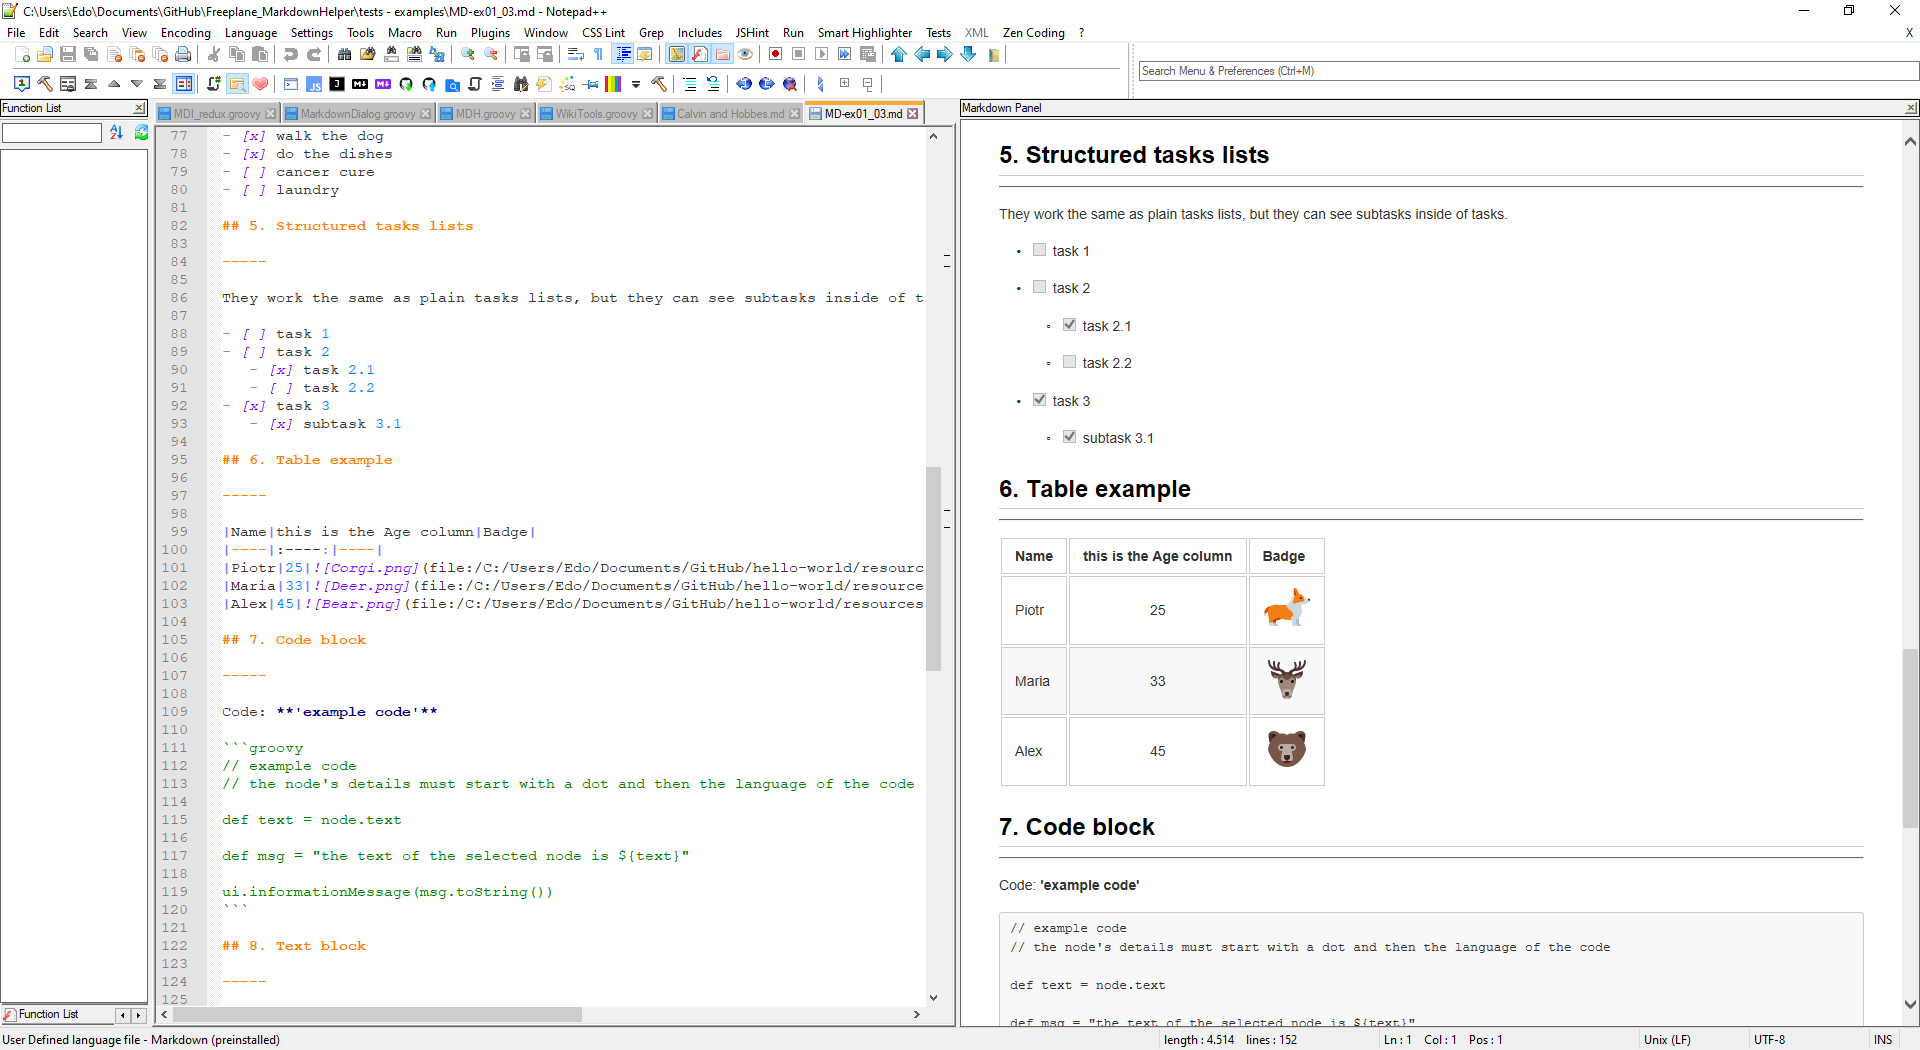 C:\Users\Edo\Documents\GitHub\Freeplane_MarkdownHelper\tests - examples\MD-ex01_03.md - Notepad++
File Edit Search View Encoding Language Settings Tools Macro Run Plugins Window CSS Lint Grep Includes JSHint Run Smart Highlighter Tests XML Zen Coding ? X
Search Menu & Preferences (Ctrl+M)
Function List
MDI_redux.groovy MarkdownDialog.groovy MDH.groovy WikiTools.groovy Calvin and Hobbes.md MD-ex01_03.md
77 - [x] walk the dog
78 - [x] do the dishes
79 - [ ] cancer cure
80 - [ ] laundry
81
82 ## 5. Structured tasks lists
83
84 -----
85
86 They work the same as plain tasks lists, but they can see subtasks inside of t
87
88 - [ ] task 1
89 - [ ] task 2
90 - [x] task 2.1
91 - [ ] task 2.2
92 - [x] task 3
93 - [x] subtask 3.1
94
95 ## 6. Table example
96
97 -----
98
99 |Name|this is the Age column|Badge|
100 |----|:----:|----|
101 |Piotr|25|![Corgi.png](file:/C:/Users/Edo/Documents/GitHub/hello-world/resourc
102 |Maria|33|![Deer.png](file:/C:/Users/Edo/Documents/GitHub/hello-world/resource
103 |Alex|45|![Bear.png](file:/C:/Users/Edo/Documents/GitHub/hello-world/resources
104
105 ## 7. Code block
106
107 -----
108
109 Code: **'example code'**
110
111 ```groovy
112 // example code
113 // the node's details must start with a dot and then the language of the code
114
115 def text = node.text
116
117 def msg = "the text of the selected node is ${text}"
118
119 ui.informationMessage(msg.toString())
120 ```
121
122 ## 8. Text block
123
124 -----
125
Function List
Markdown Panel
5. Structured tasks lists
They work the same as plain tasks lists, but they can see subtasks inside of tasks.
task 1
task 2
task 2.1
task 2.2
task 3
subtask 3.1
6. Table example
Name this is the Age column Badge
Piotr 25
Maria 33
Alex 45
7. Code block
Code: 'example code'
// example code
// the node's details must start with a dot and then the language of the code
def text = node.text
def msg = "the text of the selected node is ${text}"
User Defined language file - Markdown (preinstalled) length : 4.514 lines : 152 Ln : 1 Col : 1 Pos : 1 Unix (LF) UTF-8 INS